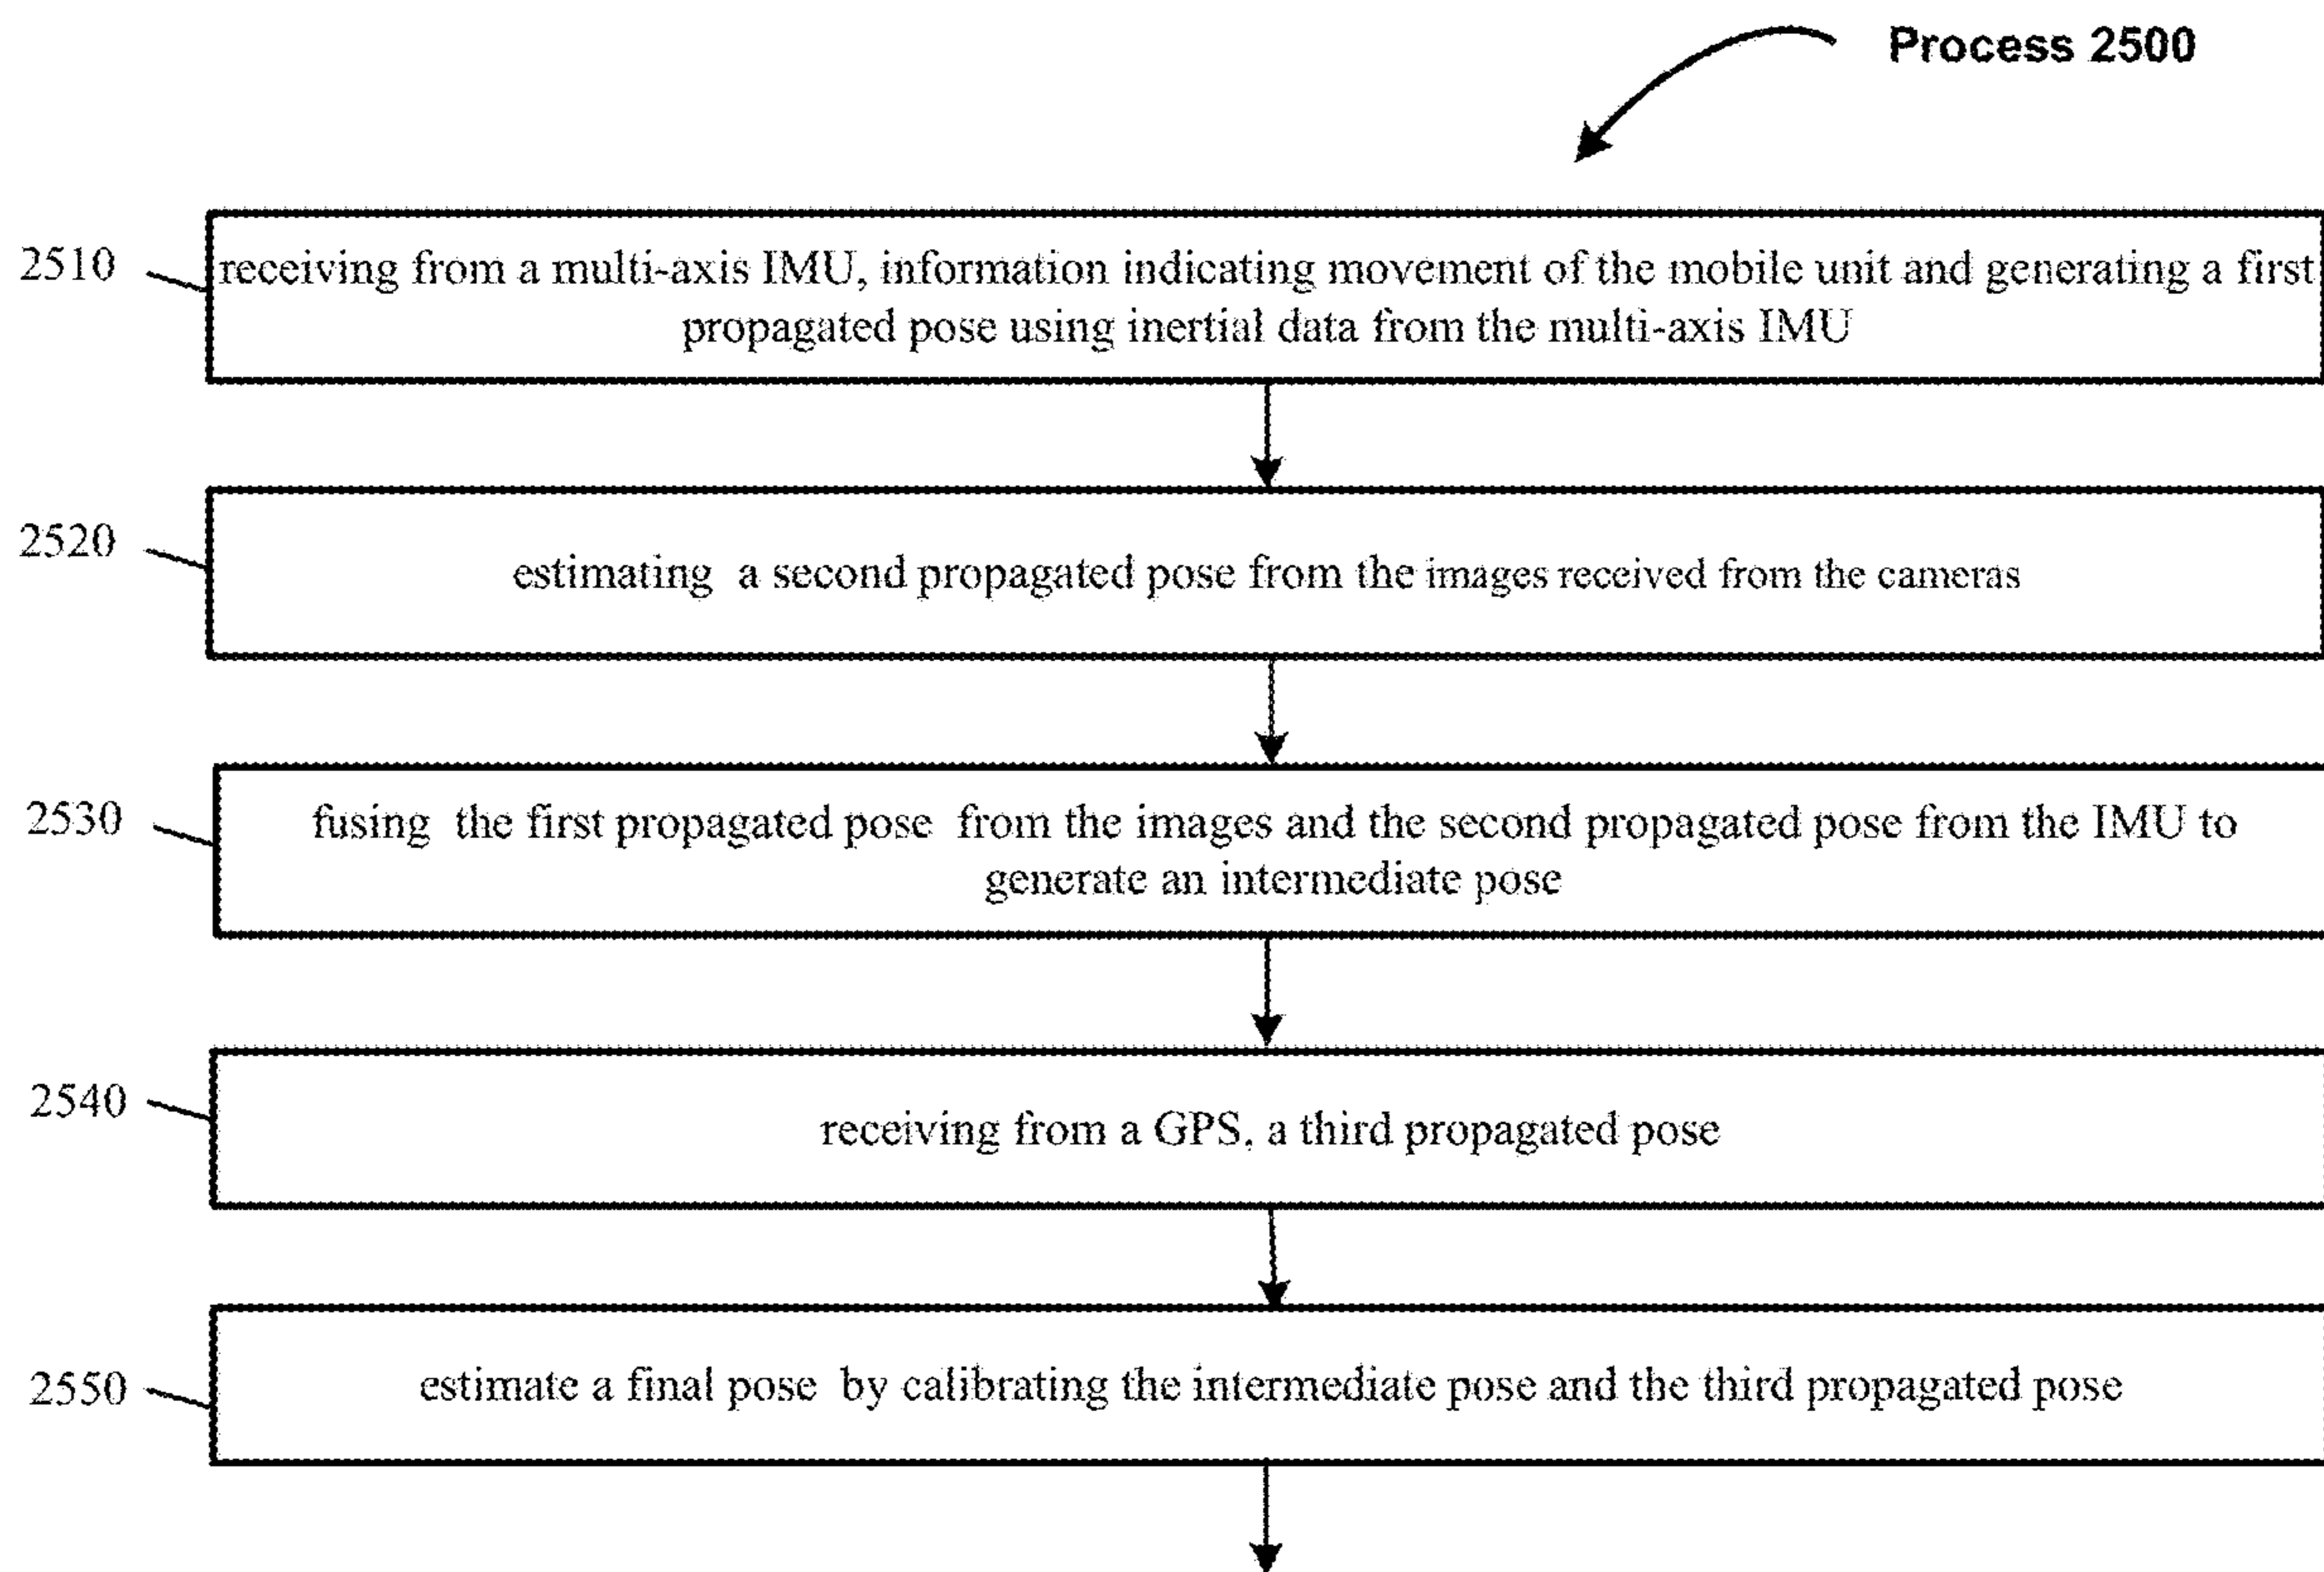 Process 2500
2510
receiving from a multi-axis IMU, information indicating movement of the mobile unit and generating a first
propagated pose using inertial data from the multi-axis IMU
2520
estimating a second propagated pose from the images received from the cameras
2530
fusing the first propagated pose from the images and the second propagated pose from the IMU to
generate an intermediate pose
2540
receiving from a GPS, a third propagated pose
2550
estimate a final pose by calibrating the intermediate pose and the third propagated pose